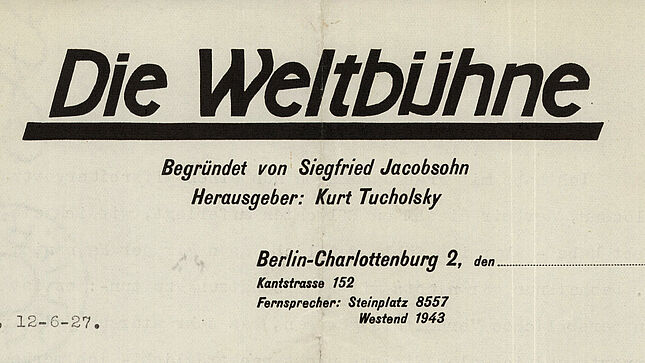 Die Weltbühne
Begründet von Siegfried Jacobsohn
Herausgeber: Kurt Tucholsky
Berlin-Charlottenburg 2, den
Kantstrasse 152
Fernsprecher: Steinplatz 8557
Westend 1943
, 12-6-27.